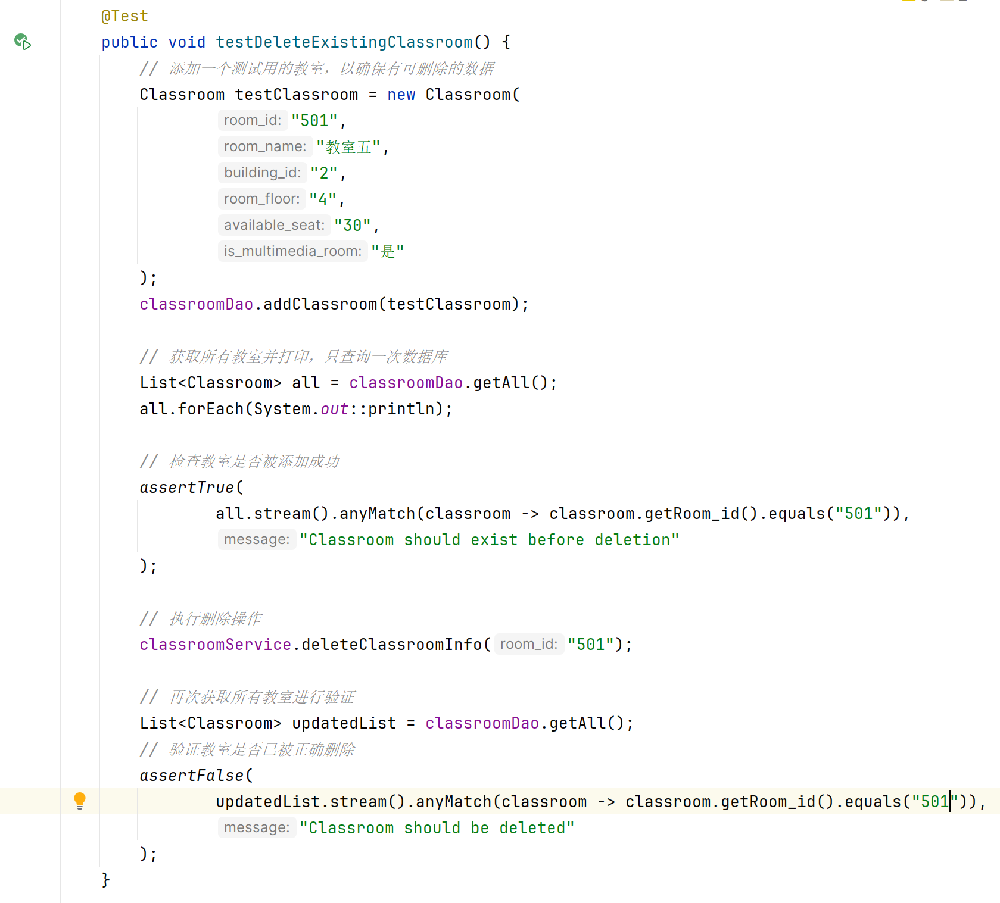 @Test
public void testDeleteExistingClassroom() {
// 添加一个测试用的教室，以确保有可删除的数据
Classroom testClassroom = new Classroom(
room_id: "501",
room_name: "教室五",
building_id: "2",
room_floor: "4",
available_seat: "30",
is_multimedia_room: "是"
);
classroomDao.addClassroom(testClassroom);
// 获取所有教室并打印，只查询一次数据库
List<Classroom> all = classroomDao.getAll();
all.forEach(System.out::println);
// 检查教室是否被添加成功
assertTrue(
all.stream().anyMatch(classroom -> classroom.getRoom_id().equals("501")),
message: "Classroom should exist before deletion"
);
// 执行删除操作
classroomService.deleteClassroomInfo( room_id: "501");
// 再次获取所有教室进行验证
List<Classroom> updatedList = classroomDao.getAll();
// 验证教室是否已被正确删除
assertFalse(
updatedList.stream().anyMatch(classroom -> classroom.getRoom_id().equals("501")),
message: "Classroom should be deleted"
);
}